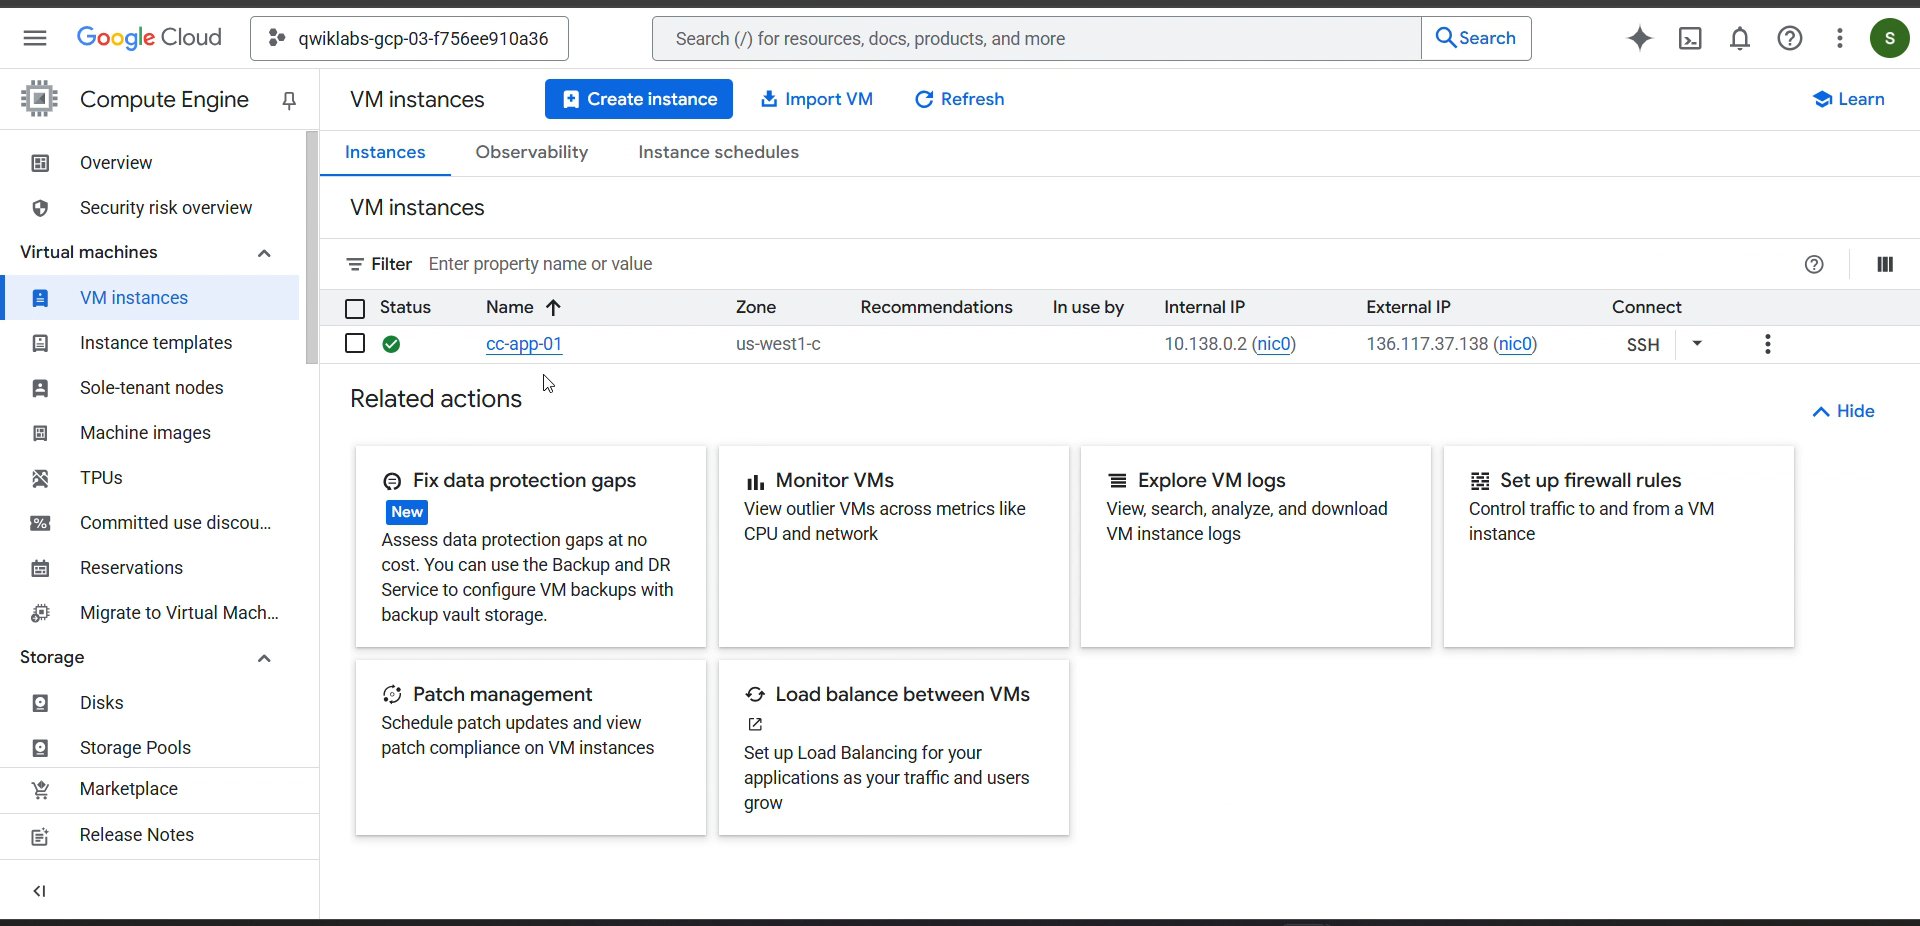 Google Cloud
qwiklabs-gcp-03-f756ee910a36
Search (/) for resources, docs, products, and more
Search
S
Compute Engine
VM instances
Create instance
Import VM
Refresh
Learn
Overview
Security risk overview
Virtual machines
VM instances
Instance templates
Sole-tenant nodes
Machine images
TPUs
Committed use discou...
Reservations
Migrate to Virtual Mach...
Storage
Disks
Storage Pools
Marketplace
Release Notes
Instances
Observability
Instance schedules
VM instances
Filter
Enter property name or value
Status
Name
Zone
Recommendations
In use by
Internal IP
External IP
Connect
cc-app-01
us-west1-c
10.138.0.2 (nic0)
136.117.37.138 (nic0)
SSH
Related actions
Hide
Fix data protection gaps
New
Assess data protection gaps at no
cost. You can use the Backup and DR
Service to configure VM backups with
backup vault storage.
Monitor VMs
View outlier VMs across metrics like
CPU and network
Explore VM logs
View, search, analyze, and download
VM instance logs
Set up firewall rules
Control traffic to and from a VM
instance
Patch management
Schedule patch updates and view
patch compliance on VM instances
Load balance between VMs
Set up Load Balancing for your
applications as your traffic and users
grow